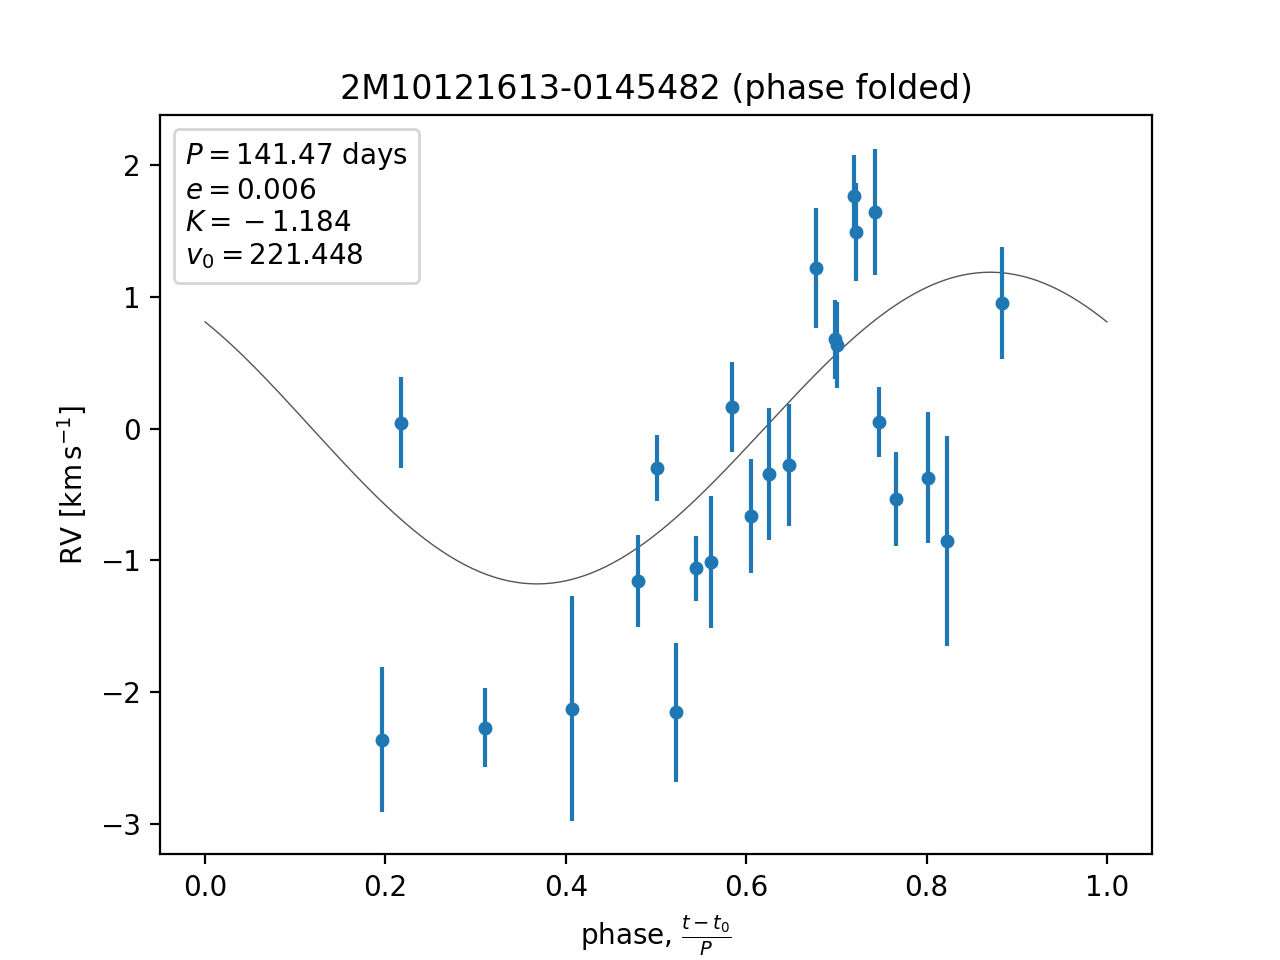 2M10121613-0145482 (phase folded)
P = 141.47 days
e = 0.006
K = −1.184
v₀ = 221.448
2
1
0
−1
−2
−3
RV [km s⁻¹]
0.0 0.2 0.4 0.6 0.8 1.0
phase, (t − t₀)/P